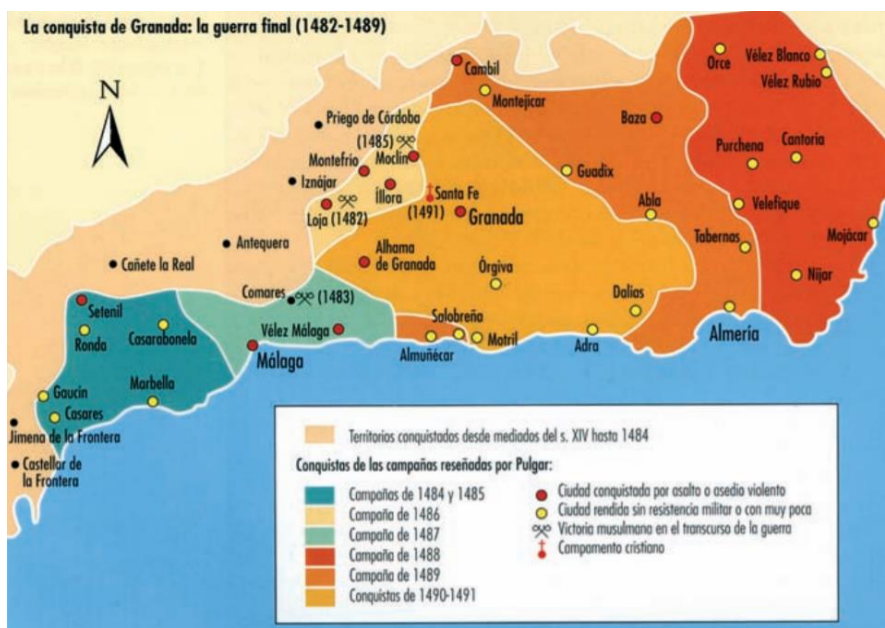 La conquista de Granada: la guerra final (1482-1489)
N
Cambil
Montejícar
Orce
Vélez Blanco
Vélez Rubio
Priego de Córdoba
(1485)
Moclín
Montefrío
Iznájar
Íllora
Loja (1482)
Santa Fe
(1491)
Granada
Baza
Guadix
Purchena
Cantoria
Abla
Velefique
Tabernas
Mojácar
Níjar
Antequera
Cañete la Real
Alhama
de Granada
Órgiva
Dalías
Comares
(1483)
Setenil
Ronda
Casarabonela
Vélez Málaga
Málaga
Salobreña
Almuñécar
Motril
Adra
Almería
Gaucín
Casares
Marbella
Jimena de la Frontera
Castellar de
la Frontera
Territorios conquistados desde mediados del s. XIV hasta 1484
Conquistas de las campañas reseñadas por Pulgar:
Campañas de 1484 y 1485
Campaña de 1486
Campaña de 1487
Campaña de 1488
Campaña de 1489
Conquistas de 1490-1491
Ciudad conquistada por asalto o asedio violento
Ciudad rendida sin resistencia militar o con muy poca
Victoria musulmana en el transcurso de la guerra
Campamento cristiano